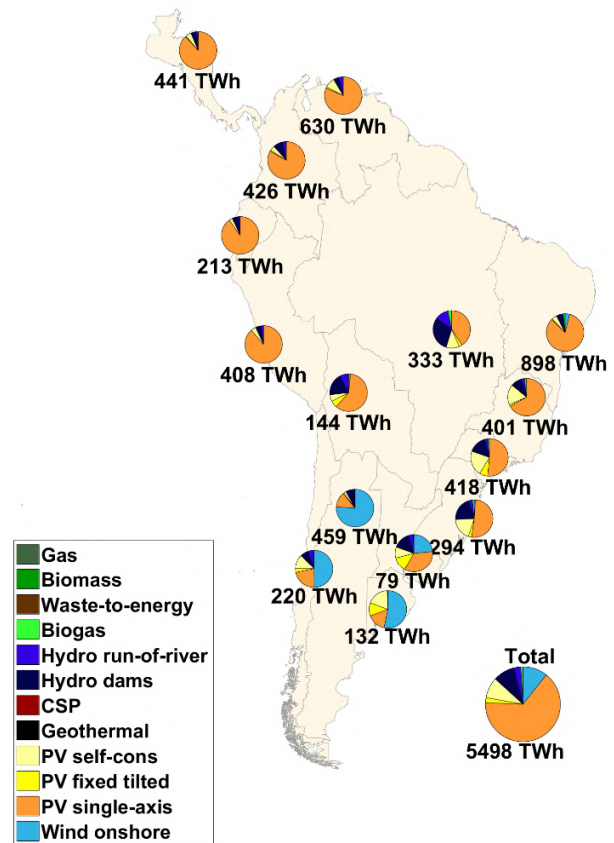 441 TWh
630 TWh
426 TWh
213 TWh
408 TWh
333 TWh
898 TWh
144 TWh
401 TWh
418 TWh
459 TWh
294 TWh
79 TWh
220 TWh
132 TWh
Total
5498 TWh
Gas
Biomass
Waste-to-energy
Biogas
Hydro run-of-river
Hydro dams
CSP
Geothermal
PV self-cons
PV fixed tilted
PV single-axis
Wind onshore